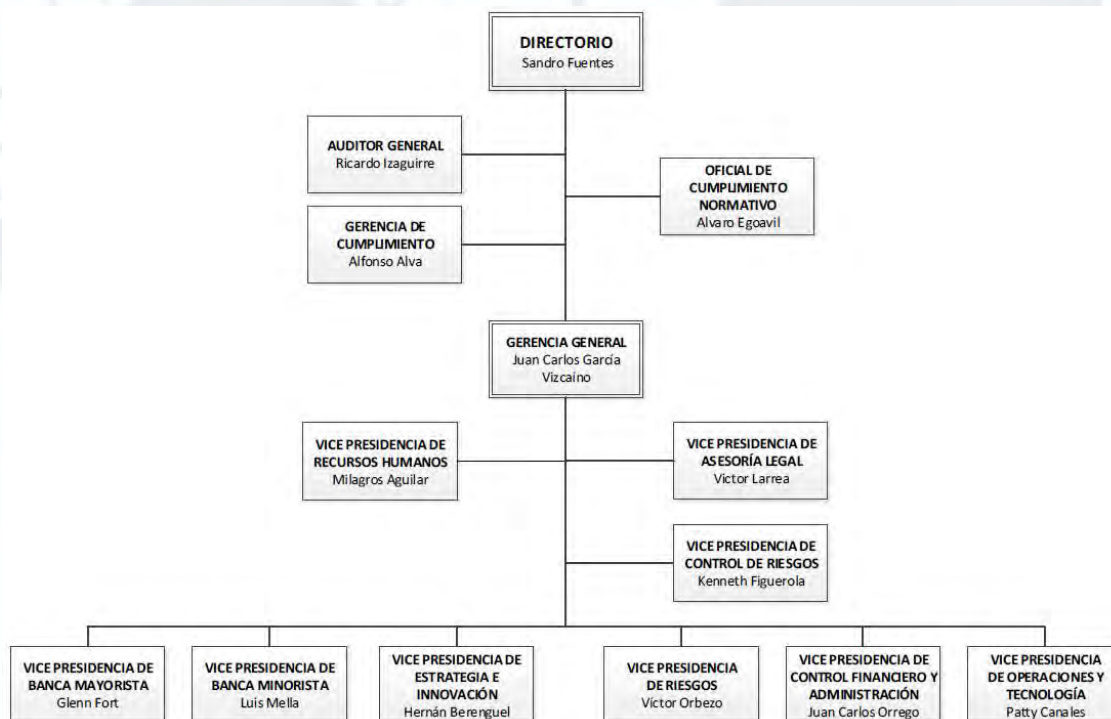 DIRECTORIO
Sandro Fuentes
AUDITOR GENERAL
Ricardo Izaguirre
OFICIAL DE
CUMPLIMIENTO
NORMATIVO
Alvaro Egoavil
GERENCIA DE
CUMPLIMIENTO
Alfonso Alva
GERENCIA GENERAL
Juan Carlos García
Vizcaíno
VICE PRESIDENCIA DE
RECURSOS HUMANOS
Milagros Aguilar
VICE PRESIDENCIA DE
ASESORÍA LEGAL
Victor Larrea
VICE PRESIDENCIA DE
CONTROL DE RIESGOS
Kenneth Figuerola
VICE PRESIDENCIA DE
BANCA MAYORISTA
Glenn Fort
VICE PRESIDENCIA DE
BANCA MINORISTA
Luis Mella
VICE PRESIDENCIA DE
ESTRATEGIA E
INNOVACIÓN
Hernán Berenguel
VICE PRESIDENCIA
DE RIESGOS
Víctor Orbezo
VICE PRESIDENCIA DE
CONTROL FINANCIERO Y
ADMINISTRACIÓN
Juan Carlos Orrego
VICE PRESIDENCIA
DE OPERACIONES Y
TECNOLOGÍA
Patty Canales